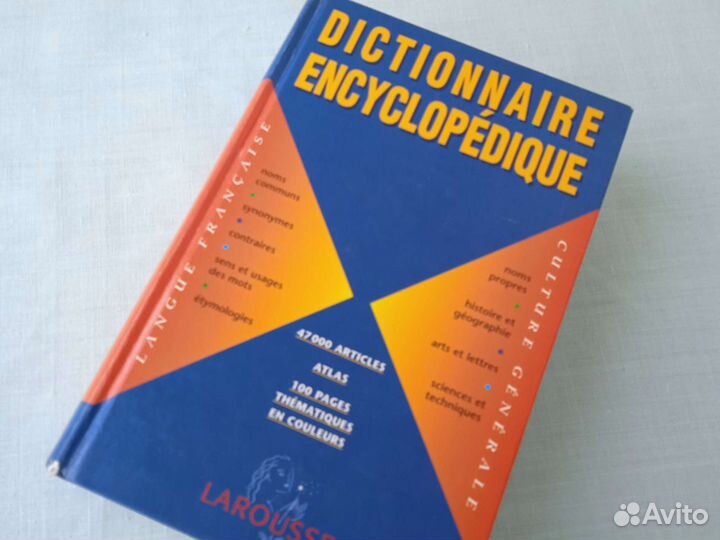 DICTIONNAIRE
ENCYCLOPÉDIQUE
LANGUE FRANÇAISE
noms
communs
synonymes
contraires
sens et usages
des mots
étymologies
CULTURE GÉNÉRALE
noms
propres
histoire et
géographie
arts et lettres
sciences et
techniques
47000 ARTICLES
ATLAS
100 PAGES
THÉMATIQUES
EN COULEURS
LAROUSSE
Avito